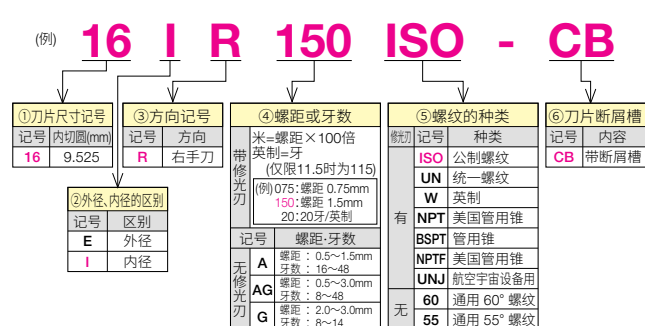 (例) 16 I R 150 ISO - CB
①刀片尺寸记号
记号 内切圆(mm)
16 9.525
②外径、内径的区别
记号 区别
E 外径
I 内径
③方向记号
记号 方向
R 右手刀
④螺距或牙数
带修光刃
米=螺距×100倍
英制=牙
(仅限11.5时为115)
(例)075:螺距 0.75mm
150:螺距 1.5mm
20:20牙/英制
记号 螺距·牙数
无修光刃
A 螺距 : 0.5～1.5mm
牙数 : 16～48
AG 螺距 : 0.5～3.0mm
牙数 : 8～48
G 螺距 : 2.0～3.0mm
牙数 : 8～14
⑤螺纹的种类
修光刃 记号 种类
有
ISO 公制螺纹
UN 统一螺纹
W 英制
NPT 美国管用锥
BSPT 管用锥
NPTF 美国管用锥
UNJ 航空宇宙设备用
无
60 通用 60° 螺纹
55 通用 55° 螺纹
⑥刀片断屑槽
记号 内容
CB 带断屑槽